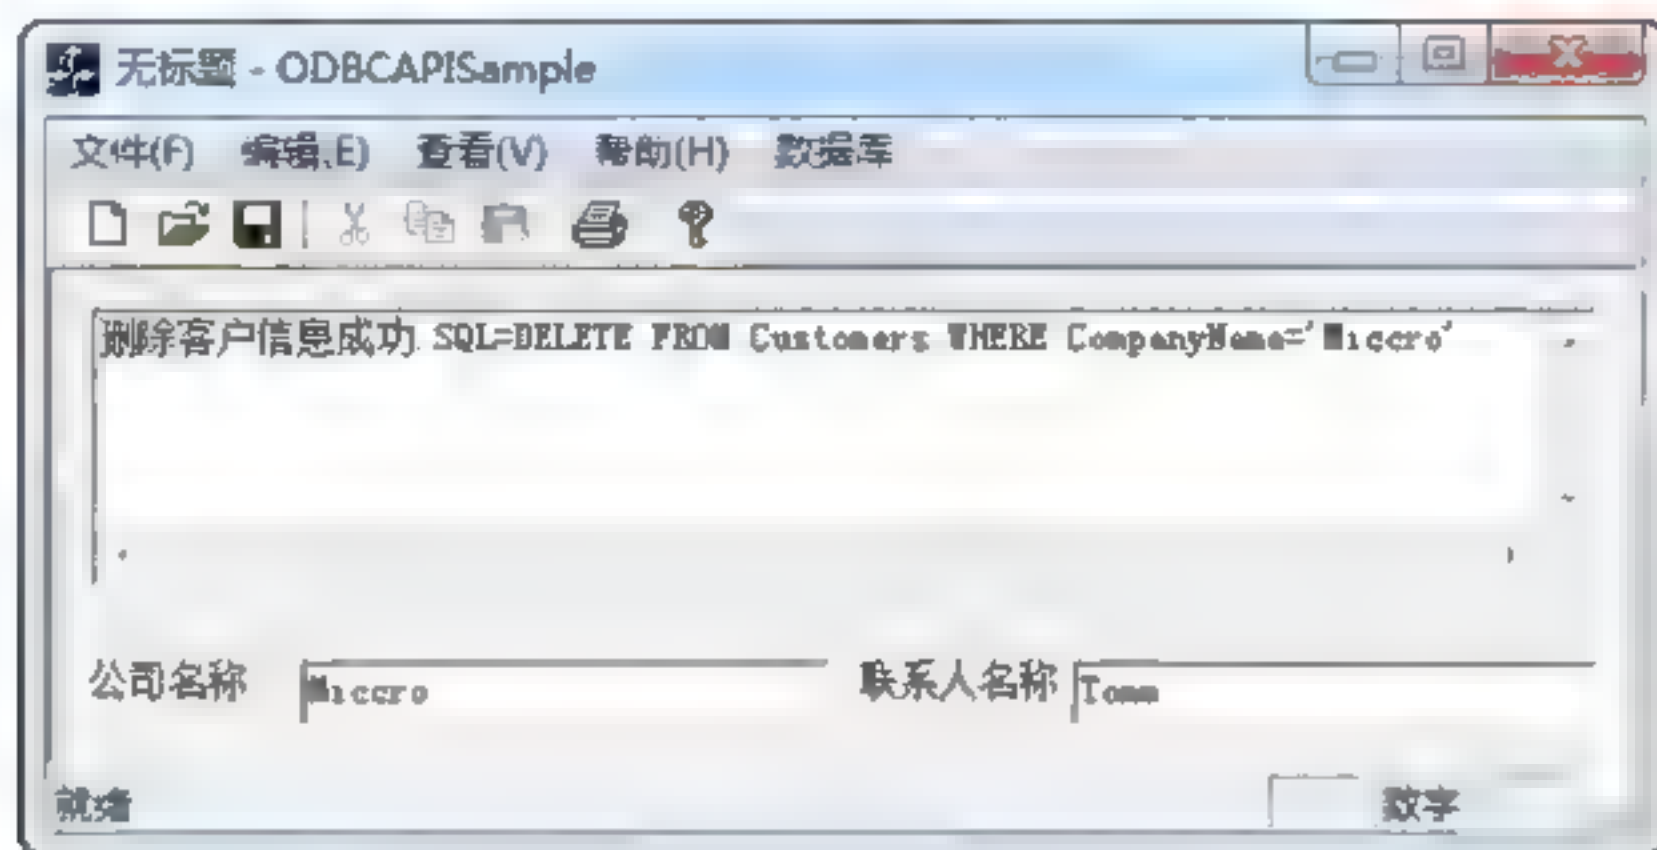 无标题 - ODBCAPISample
文件(F) 编辑(E) 查看(V) 帮助(H) 数据库
删除客户信息成功 SQL=DELETE FROM Customers WHERE CompanyName='Miccro'
公司名称 Miccro 联系人名称 Tomm
就绪 数字